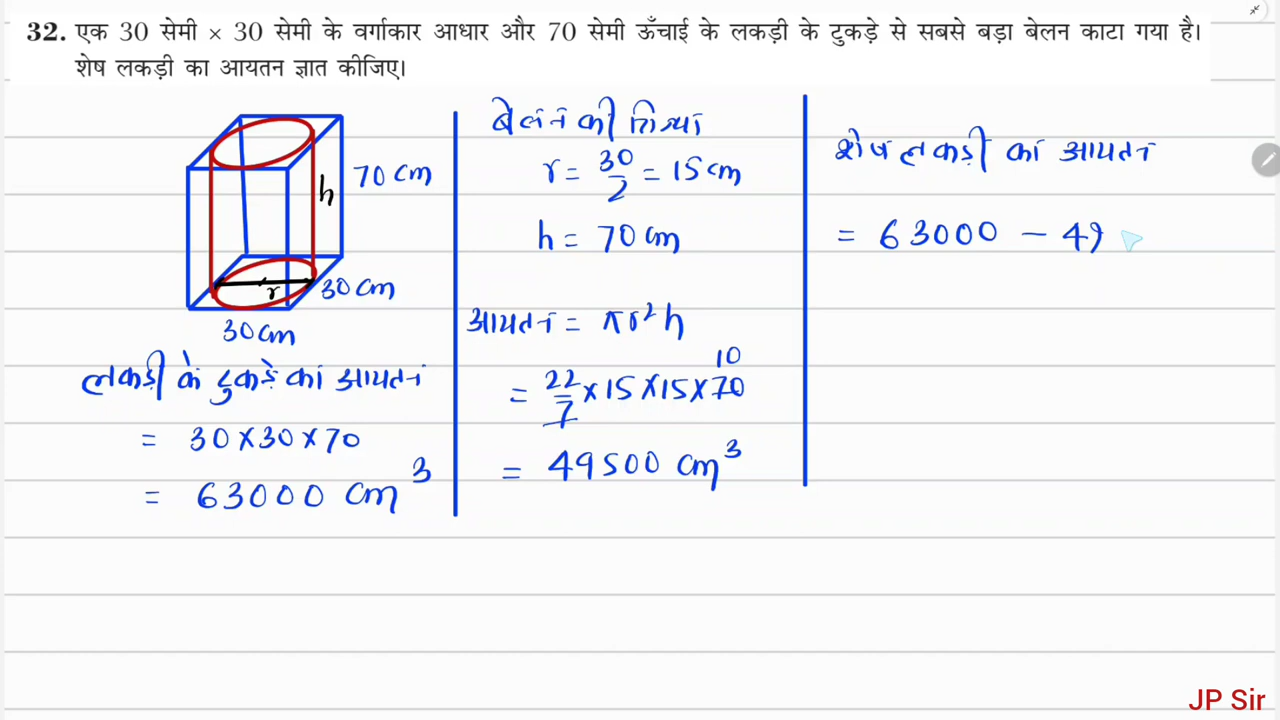 32. एक 30 सेमी × 30 सेमी के वर्गाकार आधार और 70 सेमी ऊँचाई के लकड़ी के टुकड़े से सबसे बड़ा बेलन काटा गया है।
शेष लकड़ी का आयतन ज्ञात कीजिए।
70 cm
h
r
30 cm
30 cm
लकड़ी के टुकड़े का आयतन
= 30 × 30 × 70
= 63000 cm³
बेलन की त्रिज्या
r = 30/2 = 15 cm
h = 70 cm
आयतन = πr²h
10
= 22/7 × 15 × 15 × 70
= 49500 cm³
शेष लकड़ी का आयतन
= 63000 - 49
JP Sir